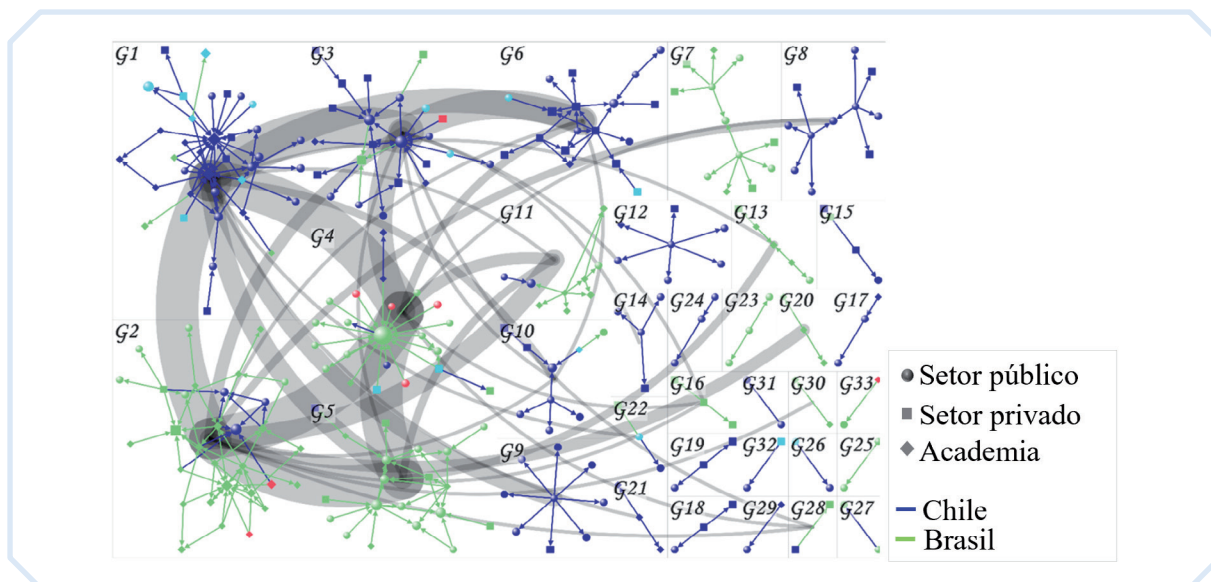 G1
G3
G6
G7
G8
G4
G11
G12
G13
G15
G14
G24
G23
G20
G17
G2
G5
G10
G16
G31
G30
G33
G22
G9
G19
G32
G26
G25
G21
G18
G29
G28
G27
Setor público
Setor privado
Academia
Chile
Brasil